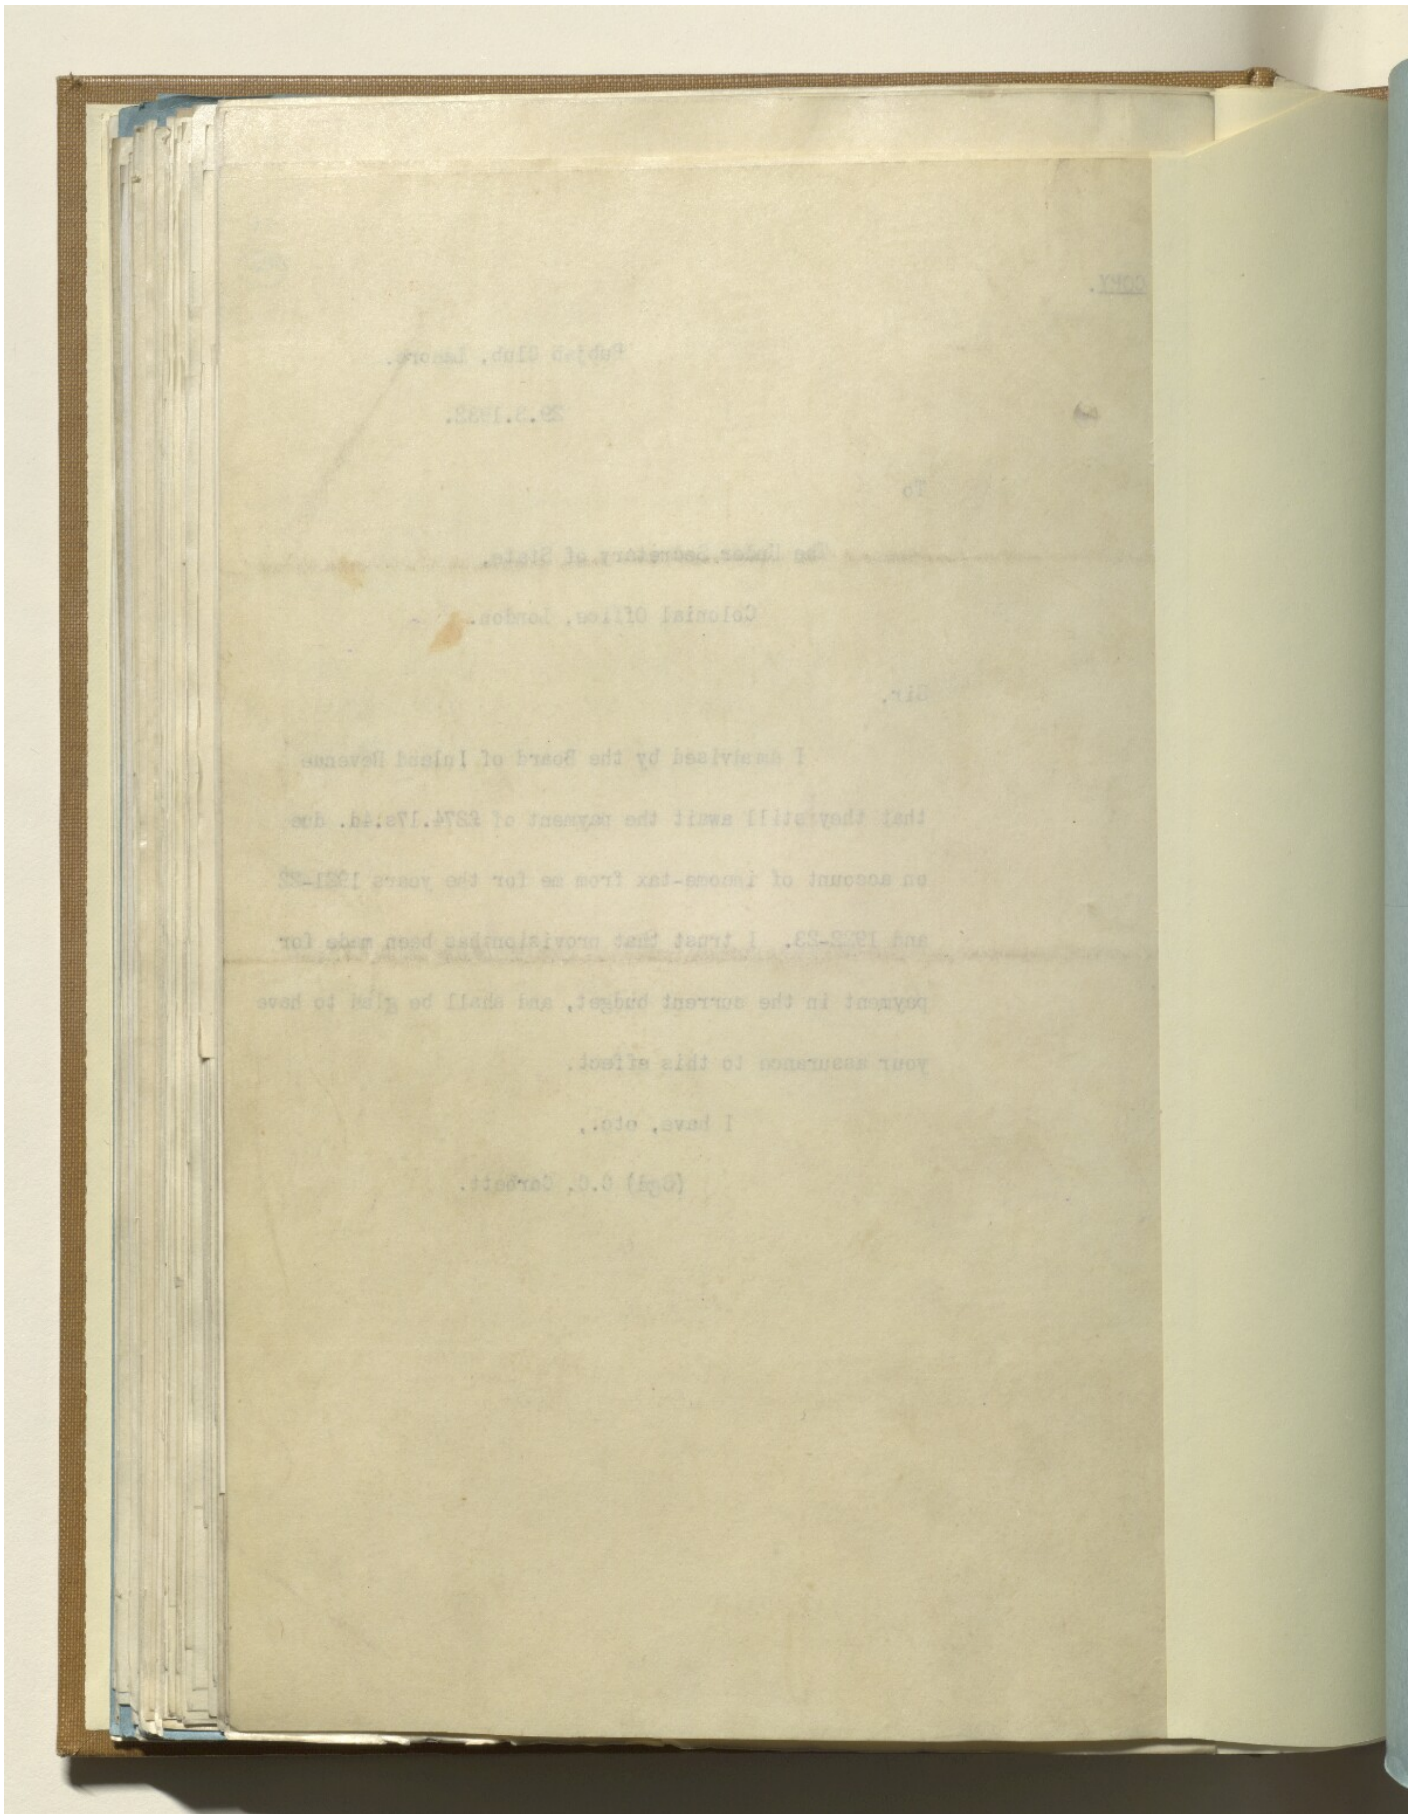 COPY.
Punjab Club, Lahore.
29.3.1932.
To
The Under Secretary of State,
Colonial Office, London.
Sir,
I am advised by the Board of Inland Revenue
that they still await the payment of £274.17s.4d. due
on account of income-tax from me for the years 1921-22
and 1922-23. I trust that provision has been made for
payment in the current budget, and shall be glad to have
your assurance to this effect.
I have, etc.,
(Sgd) C.C. Garbett.